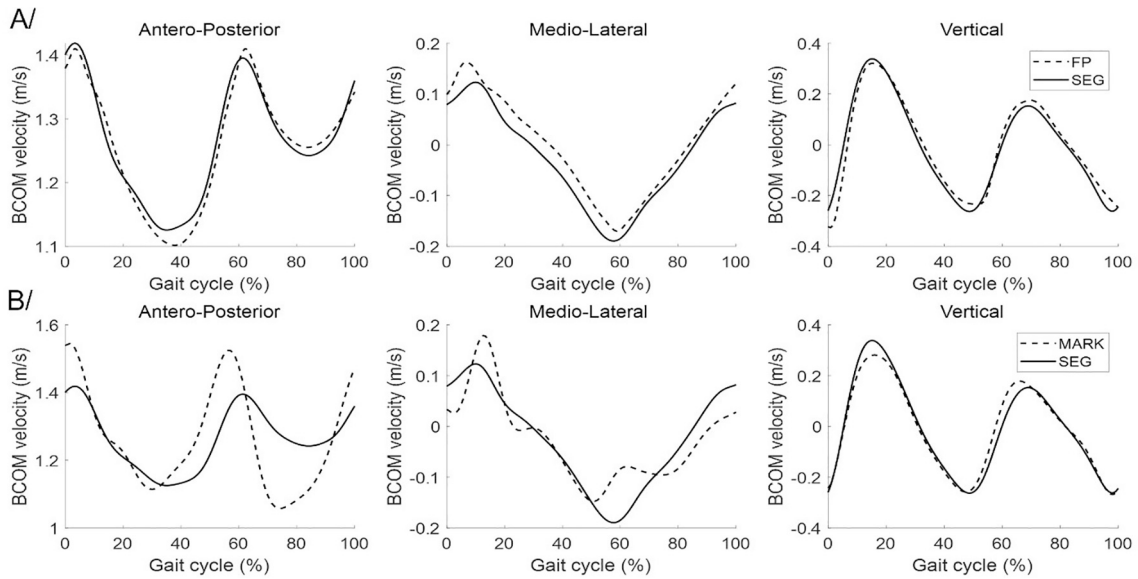 A/
Antero-Posterior
BCOM velocity (m/s)
1.4
1.3
1.2
1.1
0 20 40 60 80 100
Gait cycle (%)
Medio-Lateral
BCOM velocity (m/s)
0.2
0.1
0
-0.1
-0.2
0 20 40 60 80 100
Gait cycle (%)
Vertical
BCOM velocity (m/s)
0.4
0.2
0
-0.2
-0.4
FP
SEG
0 20 40 60 80 100
Gait cycle (%)
B/
Antero-Posterior
BCOM velocity (m/s)
1.6
1.4
1.2
1
0 20 40 60 80 100
Gait cycle (%)
Medio-Lateral
BCOM velocity (m/s)
0.2
0.1
0
-0.1
-0.2
0 20 40 60 80 100
Gait cycle (%)
Vertical
BCOM velocity (m/s)
0.4
0.2
0
-0.2
-0.4
MARK
SEG
0 20 40 60 80 100
Gait cycle (%)